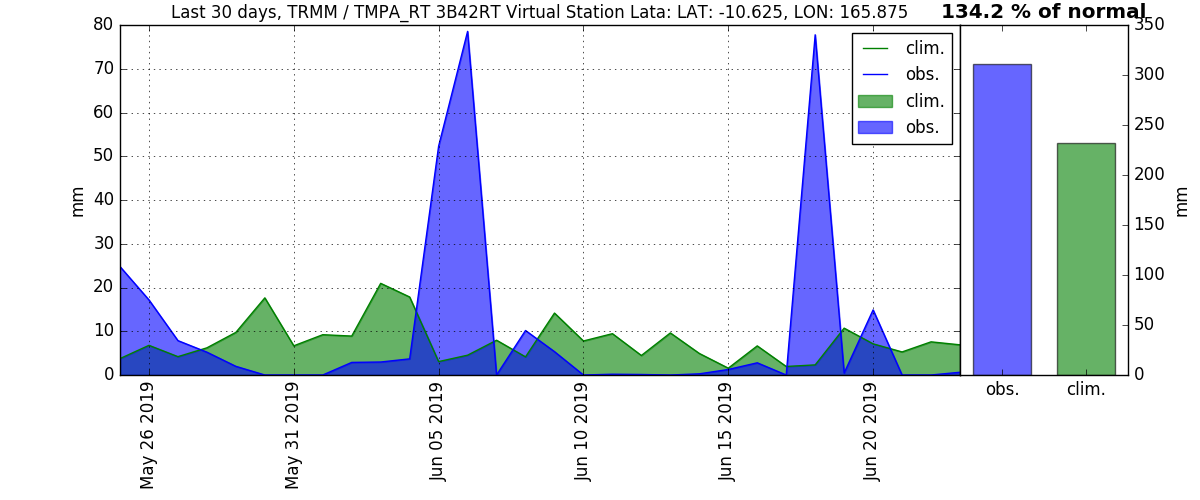 Last 30 days, TRMM / TMPA_RT 3B42RT Virtual Station Lata: LAT: -10.625, LON: 165.875
134.2 % of normal
80
70
60
50
40
30
20
10
0
mm
clim.
obs.
clim.
obs.
May 26 2019
May 31 2019
Jun 05 2019
Jun 10 2019
Jun 15 2019
Jun 20 2019
350
300
250
200
150
100
50
0
mm
obs.
clim.